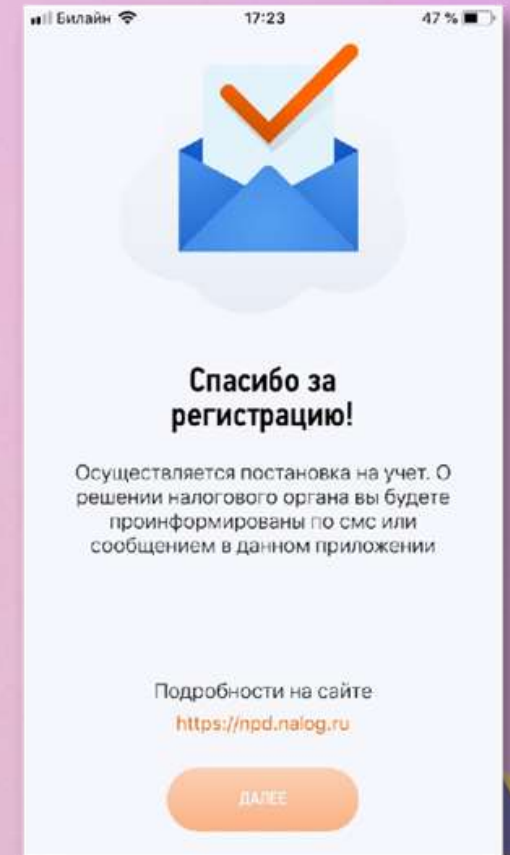 Билайн 17:23 47 %
Спасибо за
регистрацию!
Осуществляется постановка на учет. О
решении налогового органа вы будете
проинформированы по смс или
сообщением в данном приложении
Подробности на сайте
https://npd.nalog.ru
ДАЛЕЕ